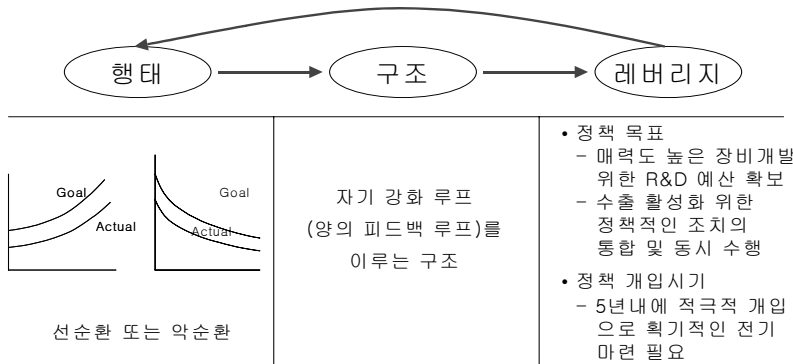 행태
구조
레버리지
Goal
Actual
Goal
Actual
선순환 또는 악순환
자기 강화 루프
(양의 피드백 루프)를
이루는 구조
• 정책 목표
– 매력도 높은 장비개발
위한 R&D 예산 확보
– 수출 활성화 위한
정책적인 조치의
통합 및 동시 수행
• 정책 개입시기
– 5년내에 적극적 개입
으로 획기적인 전기
마련 필요